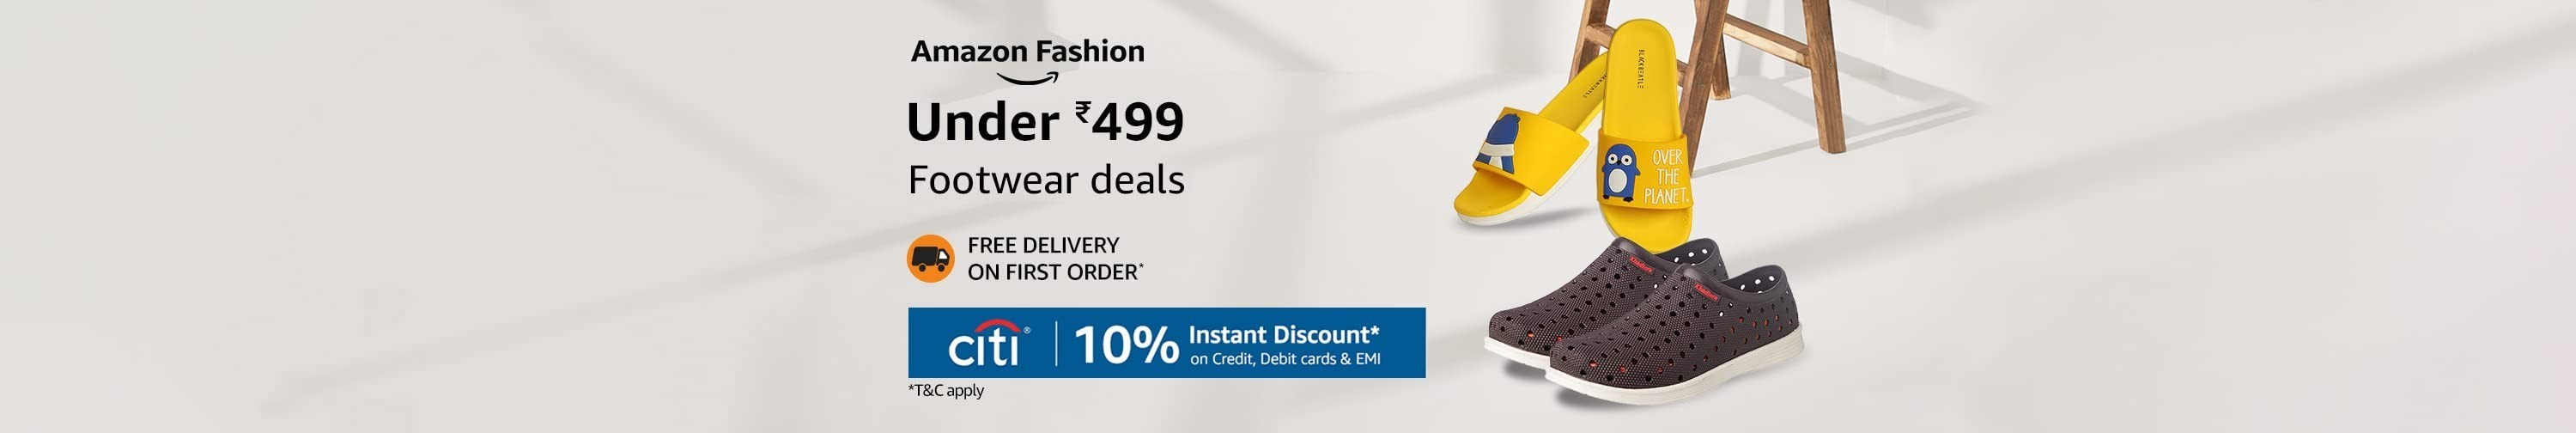 Amazon Fashion
Under ₹499
Footwear deals
FREE DELIVERY
ON FIRST ORDER*
citi® | 10% Instant Discount*
on Credit, Debit cards & EMI
*T&C apply
BLACKBEATLE
OVER
THE
PLANET.